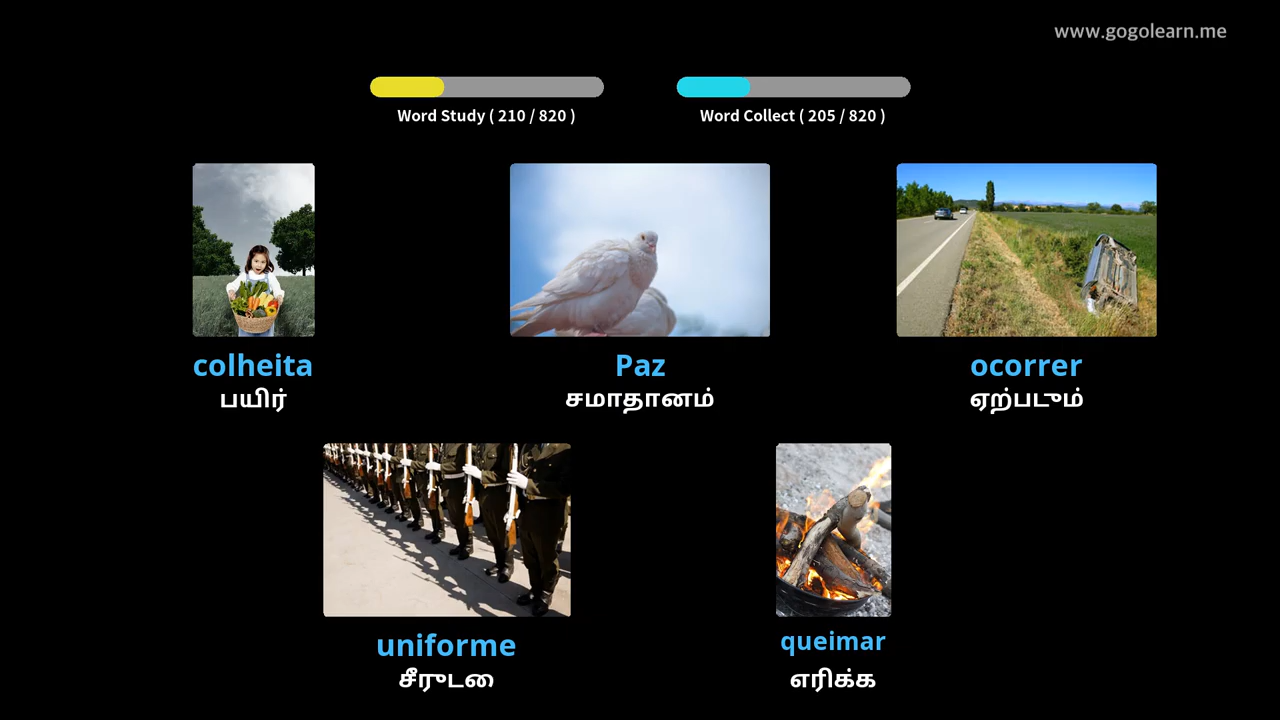 www.gogolearn.me
Word Study ( 210 / 820 )
Word Collect ( 205 / 820 )
colheita
பயிர்
Paz
சமாதானம்
ocorrer
ஏற்படும்
uniforme
சீருடை
queimar
எரிக்க